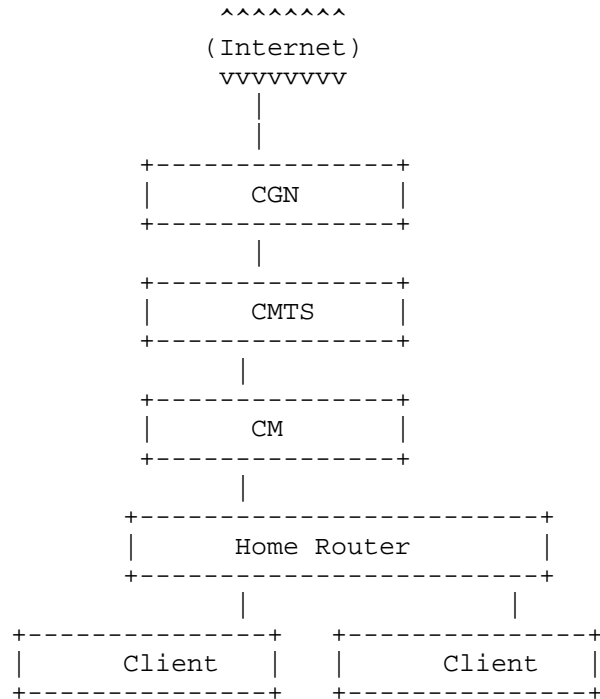 ^^^^^^^^
(Internet)
vvvvvvvv
|
|
+---------------+
| CGN |
+---------------+
|
+---------------+
| CMTS |
+---------------+
|
+---------------+
| CM |
+---------------+
|
+-------------------------+
| Home Router |
+-------------------------+
| |
+---------------+ +---------------+
| Client | | Client |
+---------------+ +---------------+